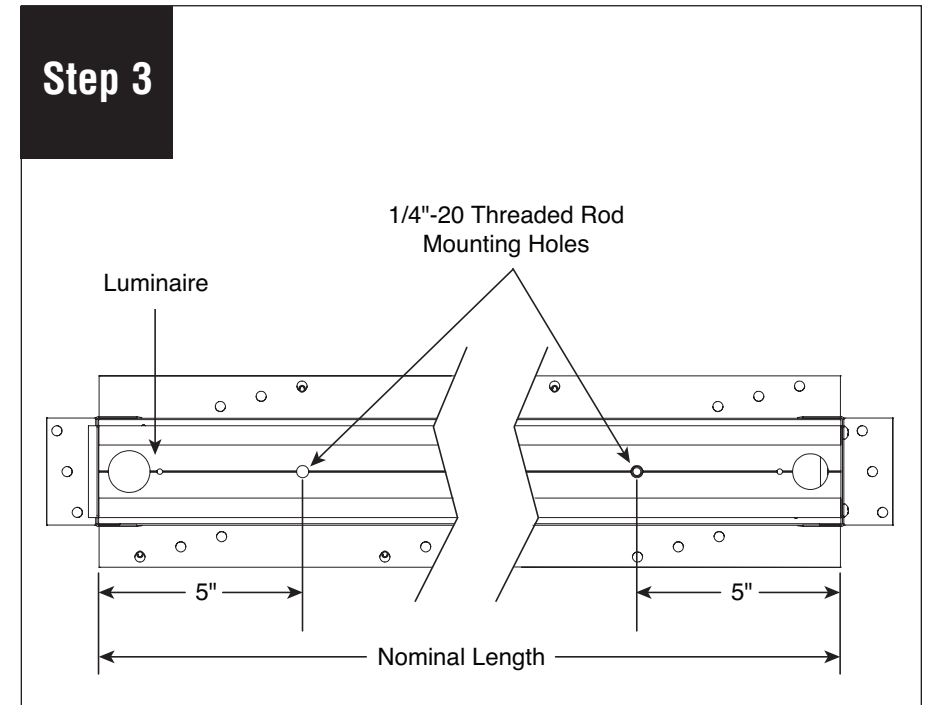 Step 3
1/4"-20 Threaded Rod
Mounting Holes
Luminaire
5"
5"
Nominal Length